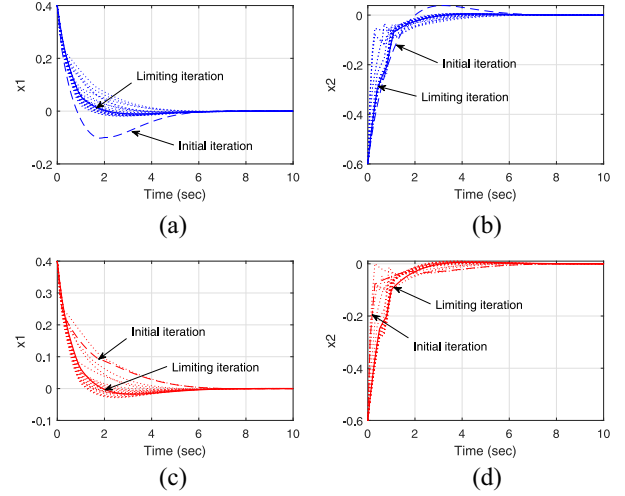 0.4
0.2
0
-0.2
x1
Limiting iteration
Initial iteration
0 2 4 6 8 10
Time (sec)
(a)
0
-0.2
-0.4
-0.6
x2
Initial iteration
Limiting iteration
0 2 4 6 8 10
Time (sec)
(b)
0.4
0.3
0.2
0.1
0
-0.1
x1
Initial iteration
Limiting iteration
0 2 4 6 8 10
Time (sec)
(c)
0
-0.2
-0.4
-0.6
x2
Limiting iteration
Initial iteration
0 2 4 6 8 10
Time (sec)
(d)